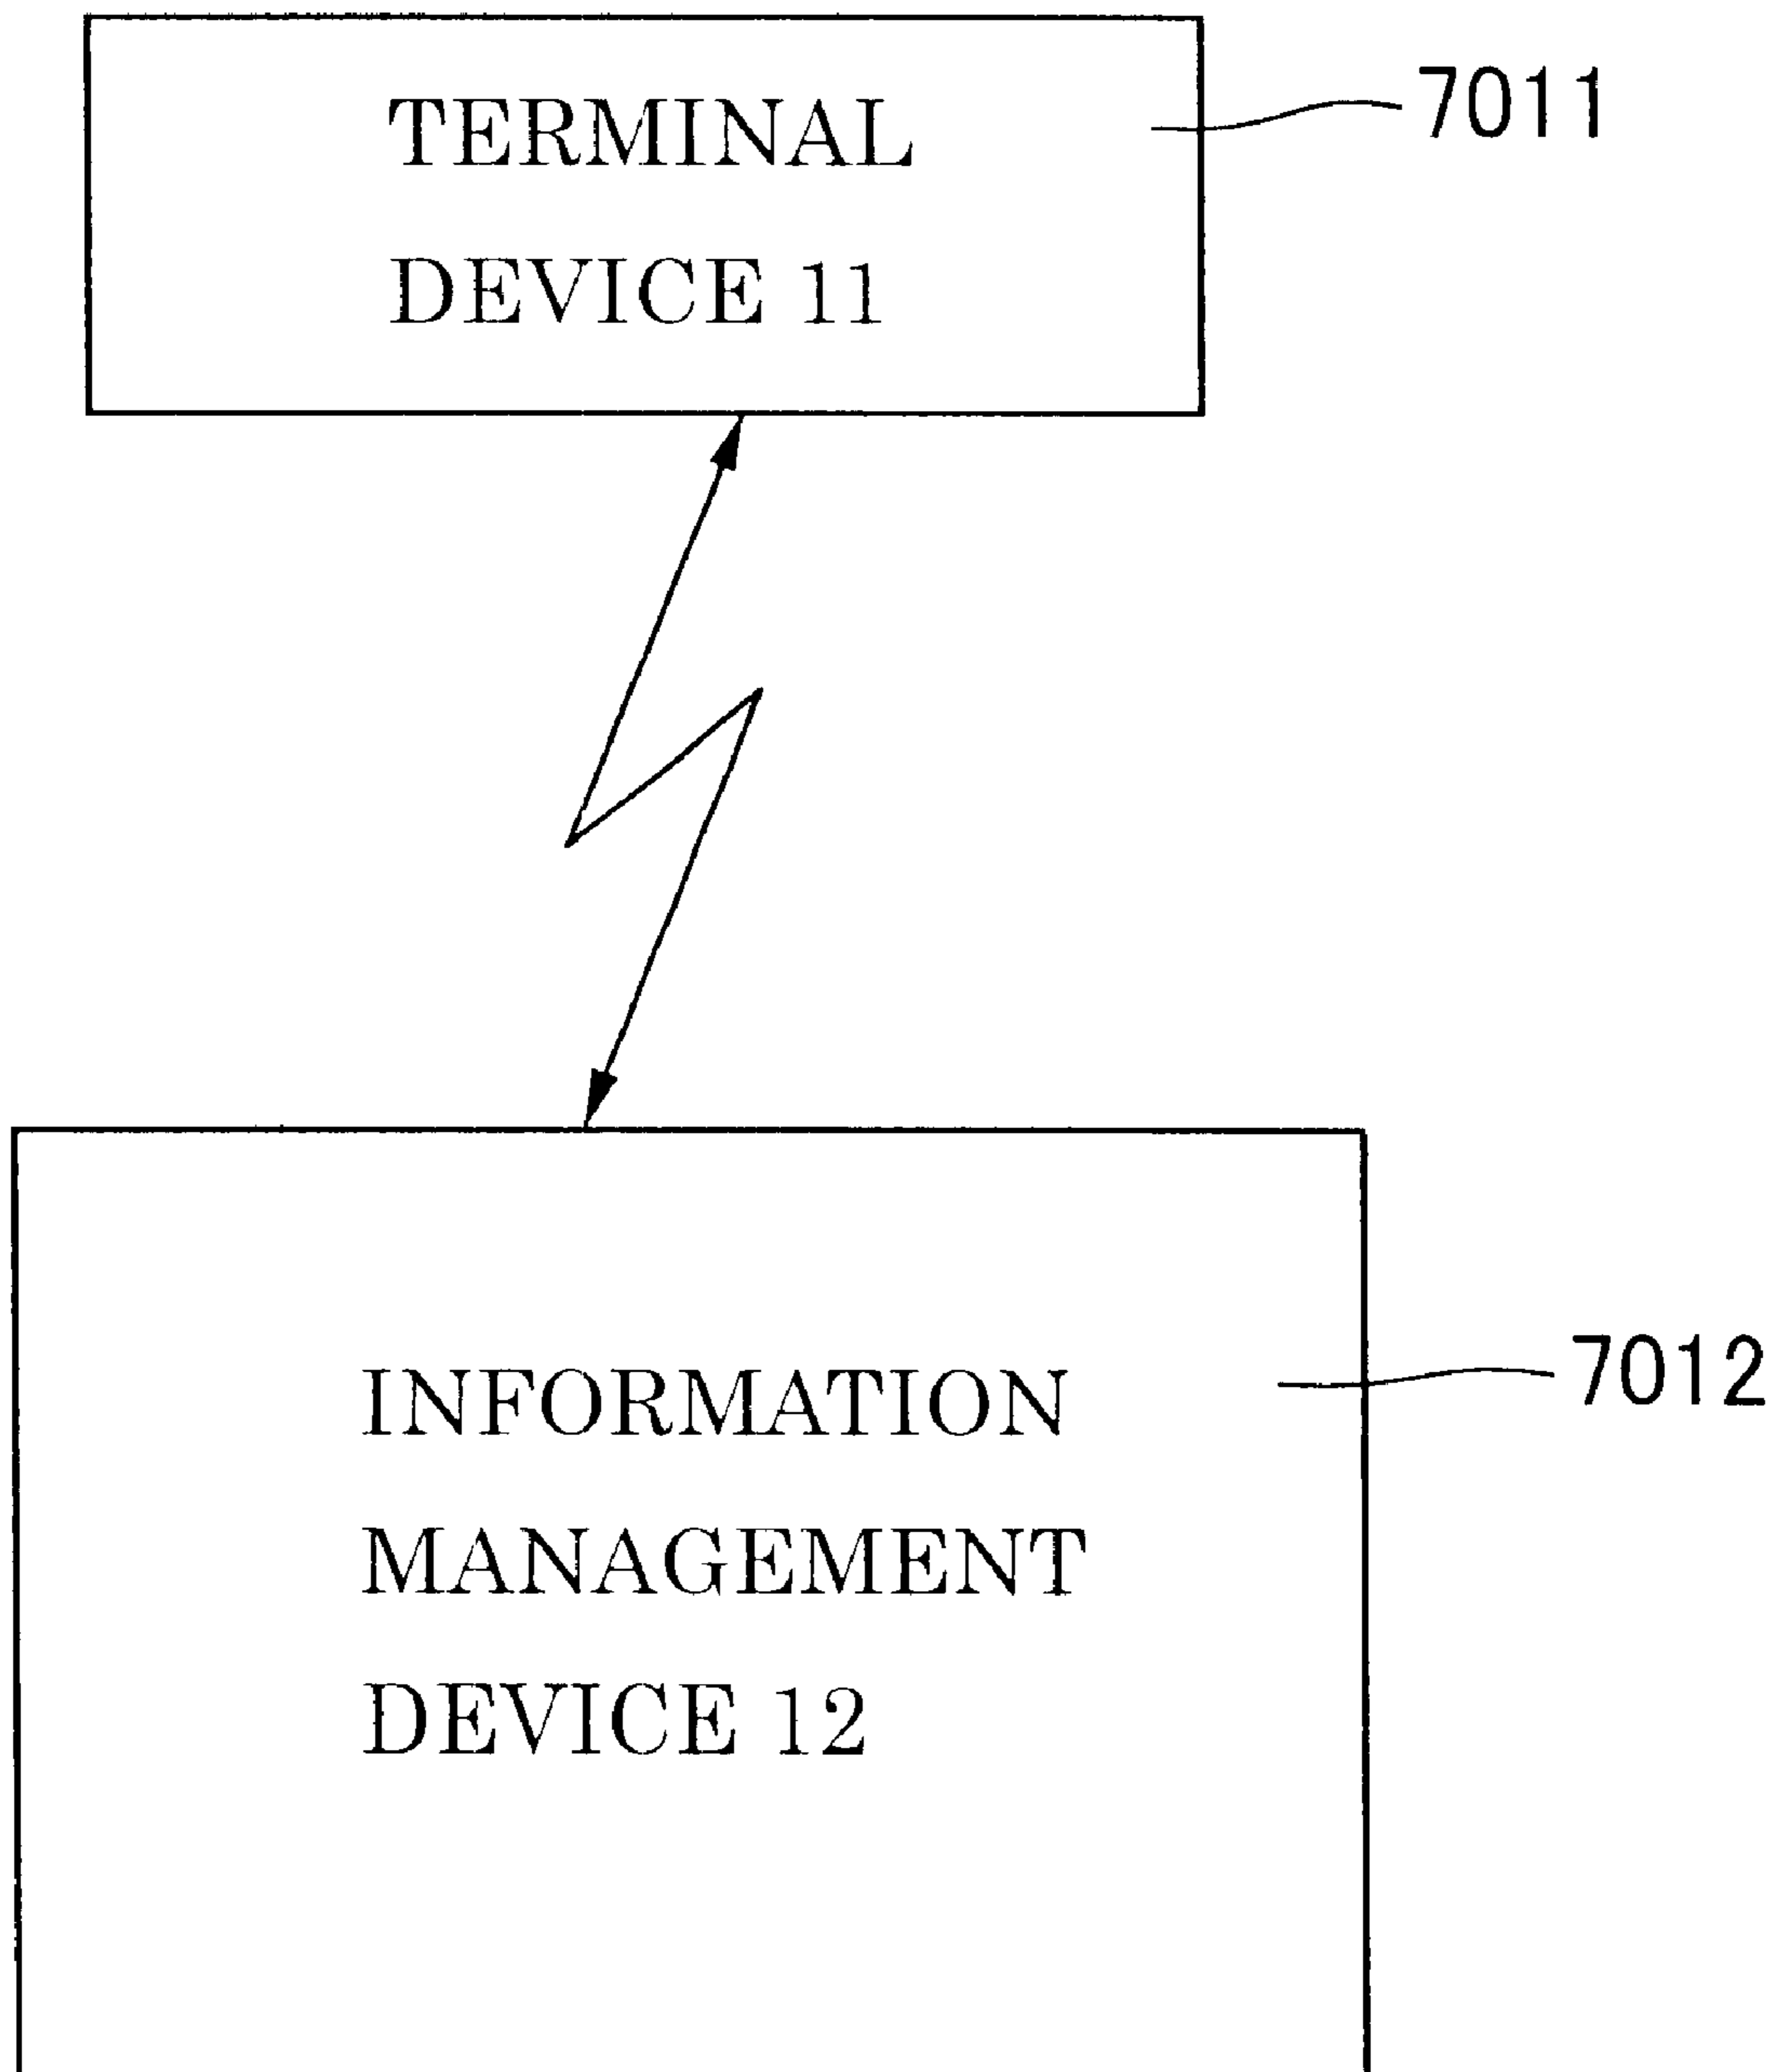 TERMINAL
DEVICE 11
7011
INFORMATION
MANAGEMENT
DEVICE 12
7012